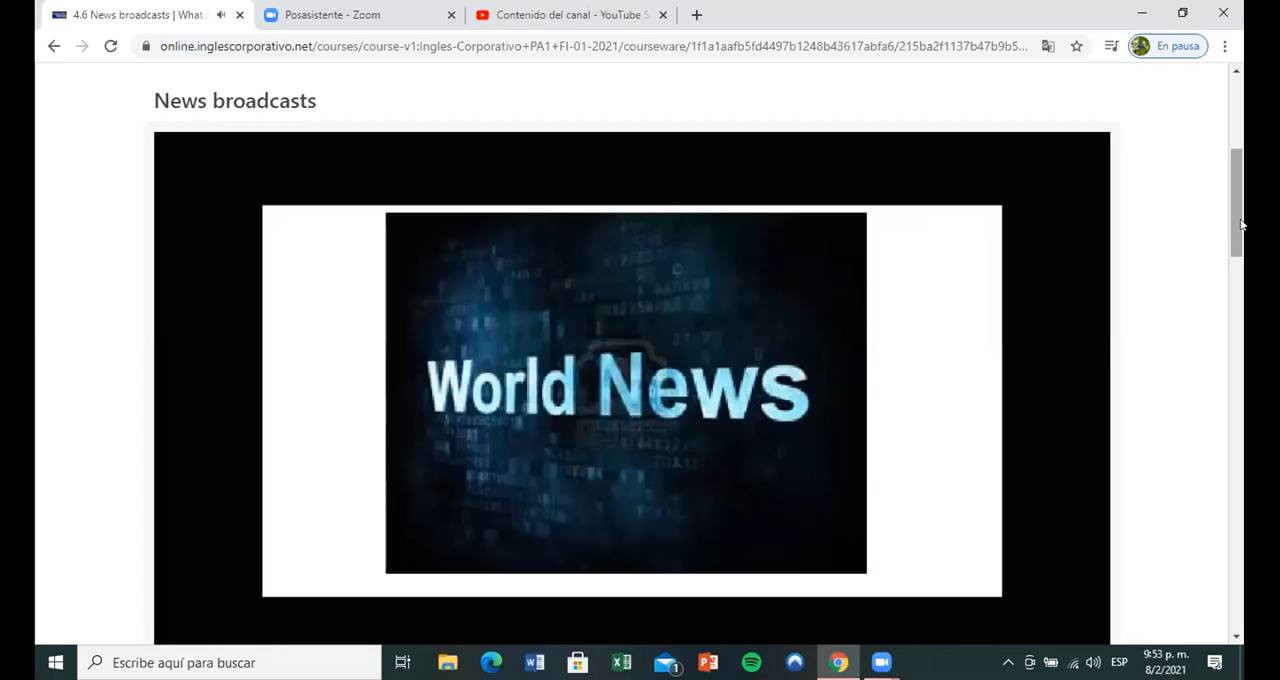 4.6 News broadcasts | What
Posasistente - Zoom
Contenido del canal - YouTube S
online.inglescorporativo.net/courses/course-v1:Ingles-Corporativo+PA1+FI-01-2021/courseware/1f1a1aafb5fd4497b1248b43617abfa6/215ba2f1137b47b9b5...
En pausa
News broadcasts
World News
Escribe aquí para buscar
1
ESP
9:53 p. m.
8/2/2021